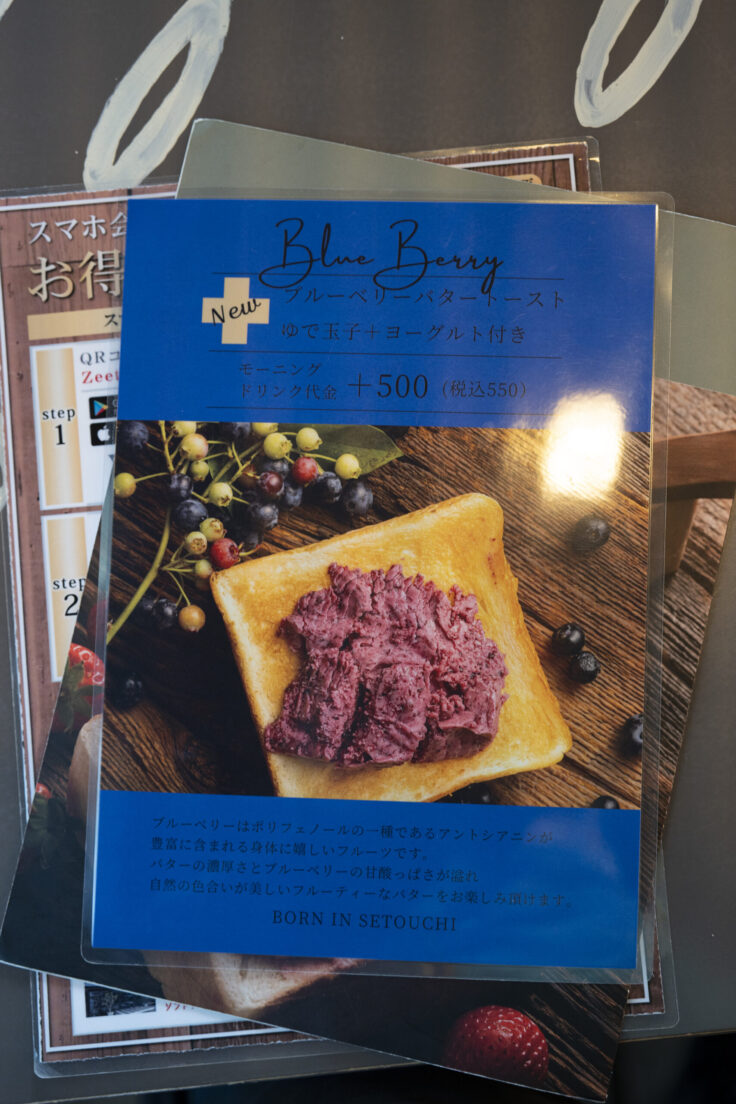 Blue Berry
New
ブルーベリーバタートースト
ゆで玉子＋ヨーグルト付き
モーニング
ドリンク代金 ＋500 （税込550）
ブルーベリーはポリフェノールの一種であるアントシアニンが
豊富に含まれる身体に嬉しいフルーツです。
バターの濃厚さとブルーベリーの甘酸っぱさが溢れ
自然の色合いが美しいフルーティーなバターをお楽しみ頂けます。
BORN IN SETOUCHI
スマホ会
お得
ス
QRコ
Zeet
step
1
step
2